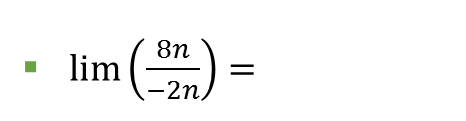 ▪ lim (8n / −2n) =